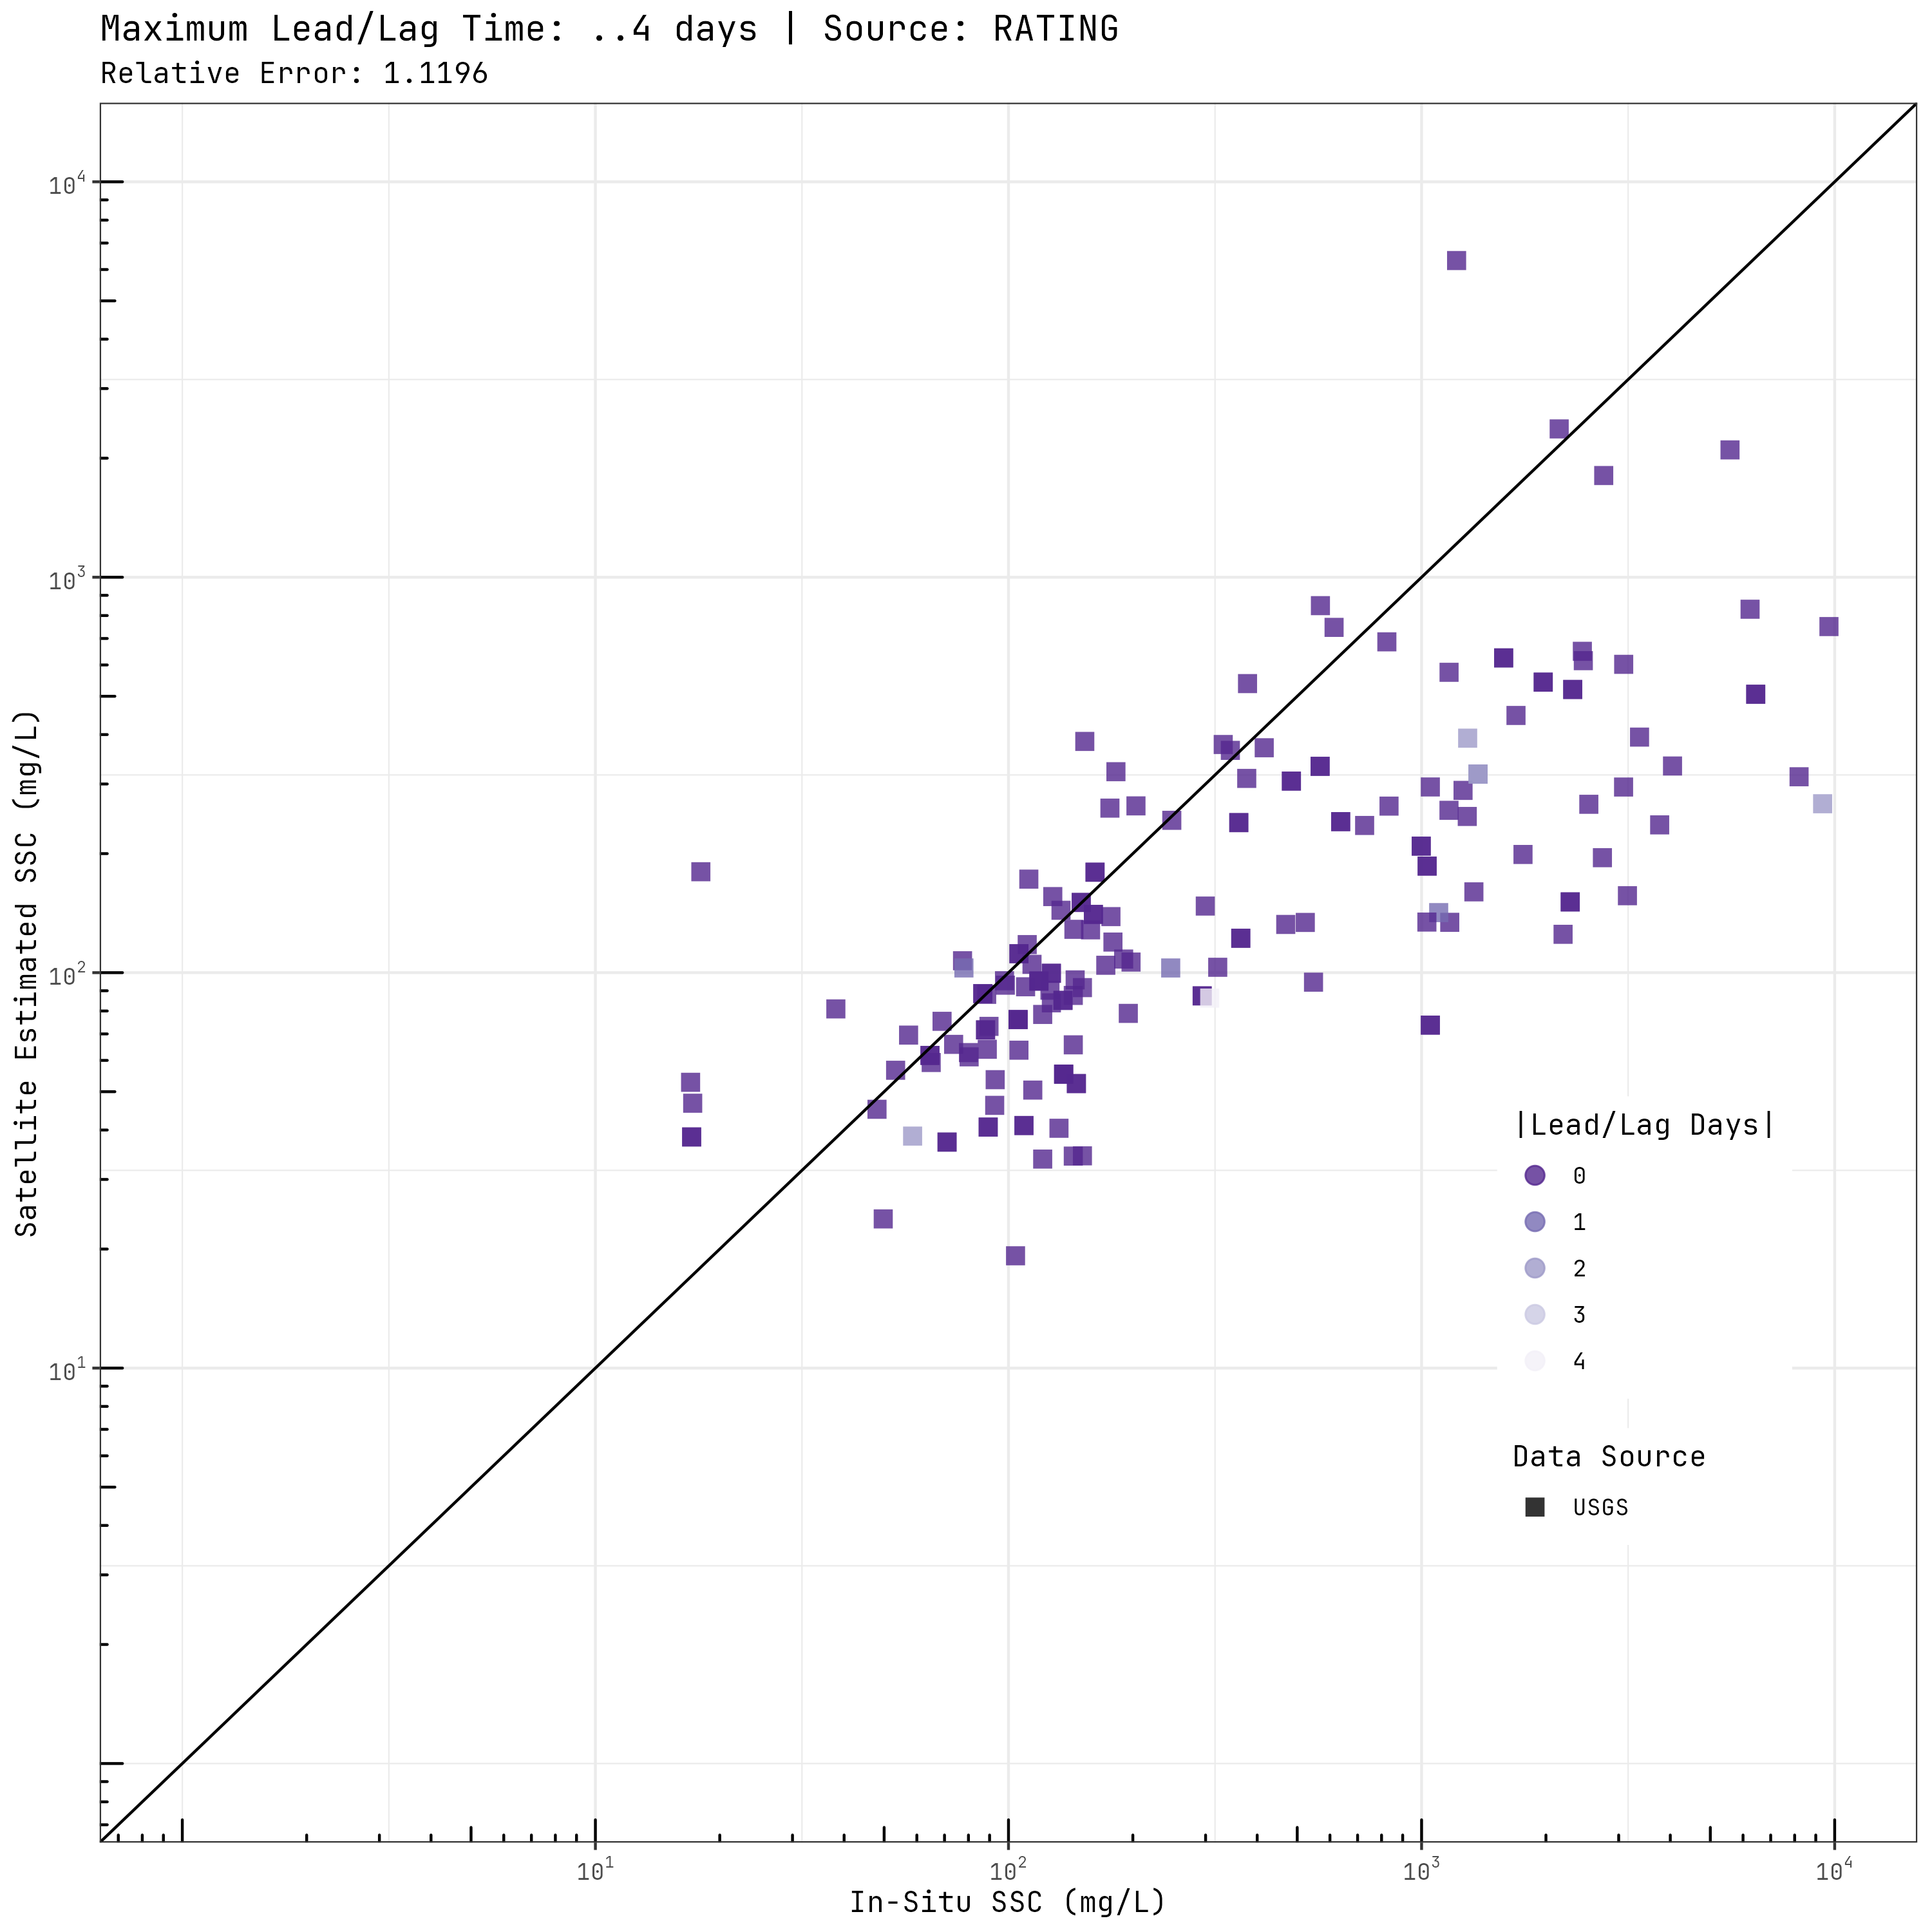 Maximum Lead/Lag Time: ..4 days | Source: RATING
Relative Error: 1.1196
10⁴
10³
10²
10¹
Satellite Estimated SSC (mg/L)
|Lead/Lag Days|
0
1
2
3
4
Data Source
USGS
10¹ 10² 10³ 10⁴
In-Situ SSC (mg/L)